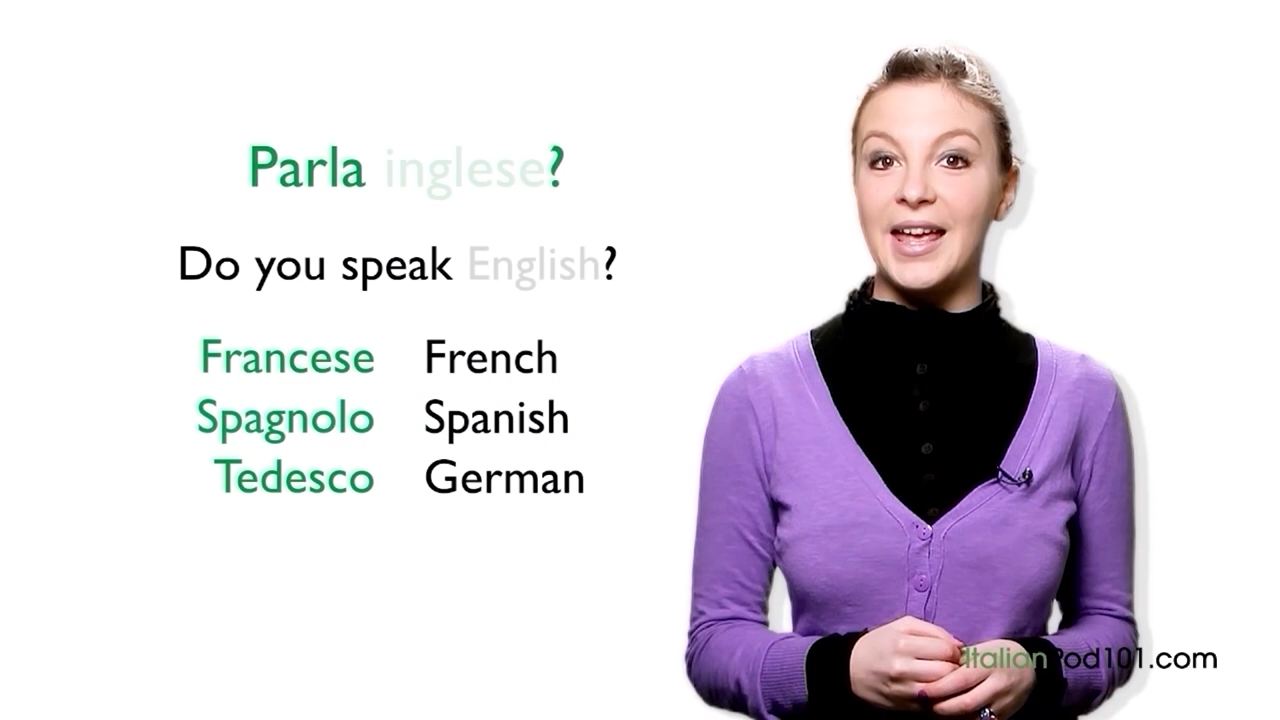 Parla inglese?
Do you speak English?
Francese French
Spagnolo Spanish
Tedesco German
ItalianPod101.com